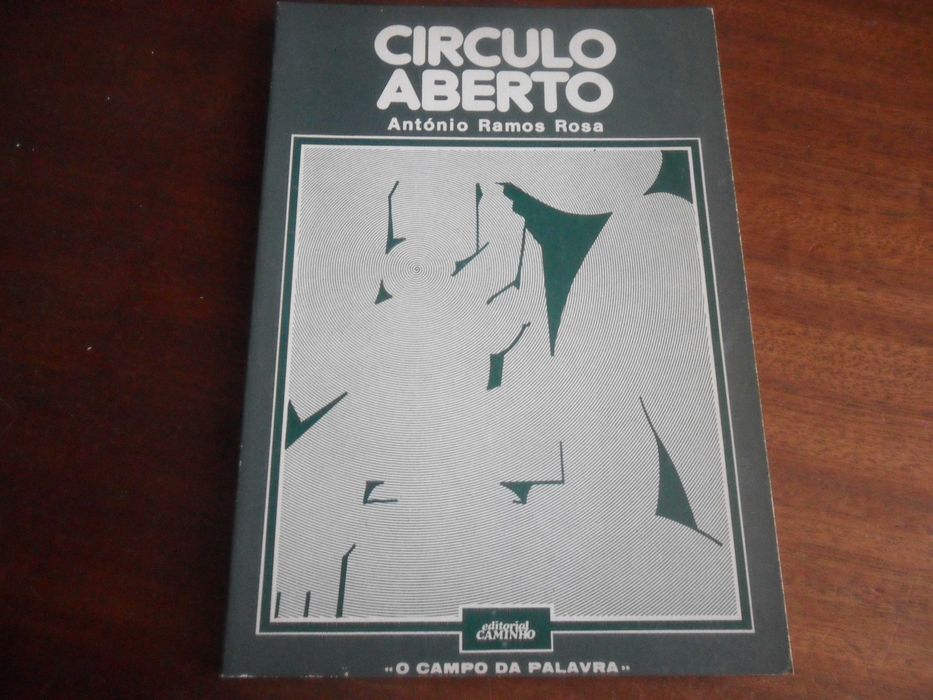 CIRCULO
ABERTO
António Ramos Rosa
editorial
CAMINHO
«O CAMPO DA PALAVRA»